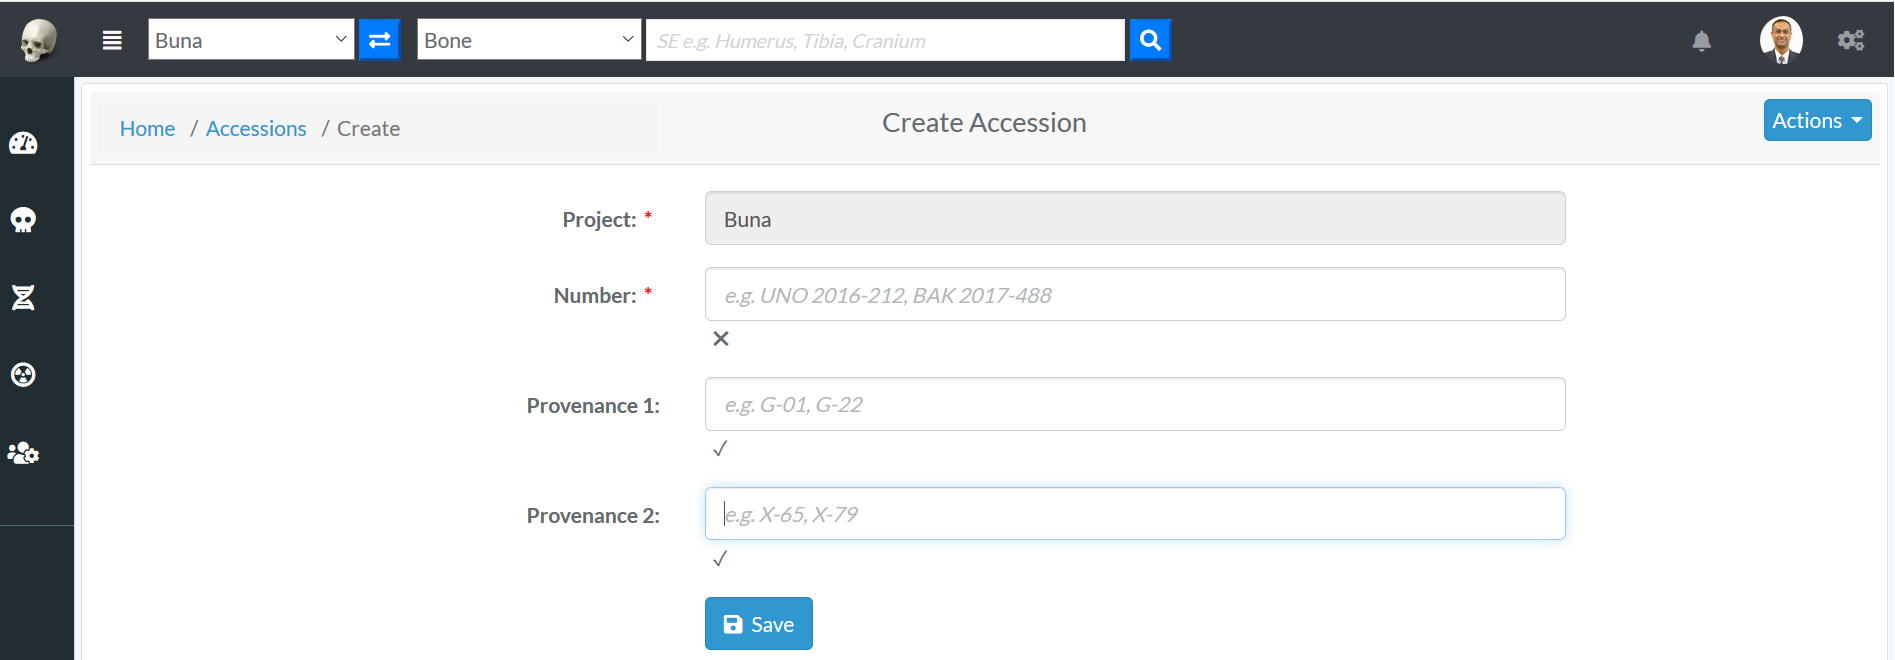 Buna
Bone
SE e.g. Humerus, Tibia, Cranium
Home / Accessions / Create
Create Accession
Actions
Project: *
Buna
Number: *
e.g. UNO 2016-212, BAK 2017-488
Provenance 1:
e.g. G-01, G-22
Provenance 2:
e.g. X-65, X-79
Save